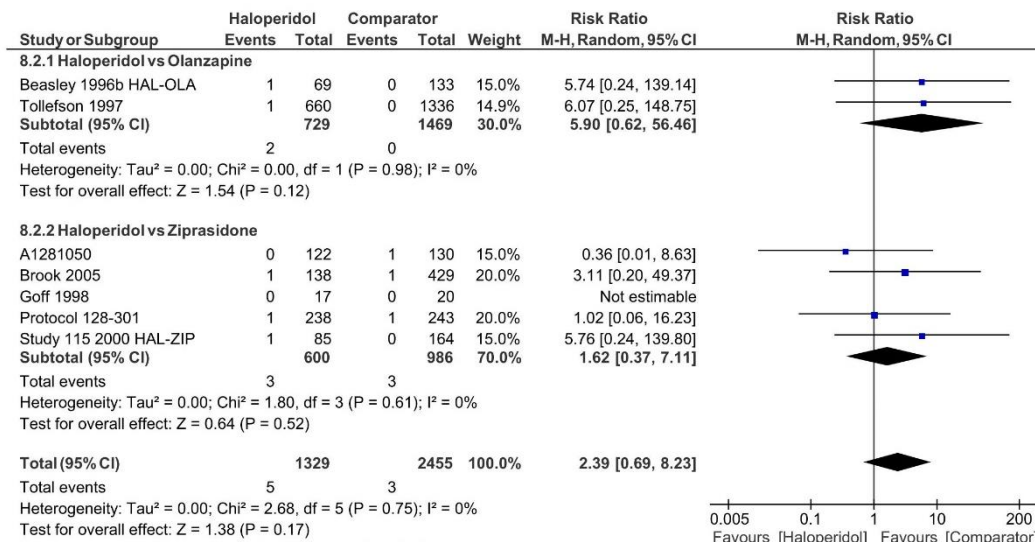 Haloperidol Comparator Risk Ratio Risk Ratio
Study or Subgroup Events Total Events Total Weight M-H, Random, 95% CI M-H, Random, 95% CI
8.2.1 Haloperidol vs Olanzapine
Beasley 1996b HAL-OLA 1 69 0 133 15.0% 5.74 [0.24, 139.14]
Tollefson 1997 1 660 0 1336 14.9% 6.07 [0.25, 148.75]
Subtotal (95% CI) 729 1469 30.0% 5.90 [0.62, 56.46]
Total events 2 0
Heterogeneity: Tau² = 0.00; Chi² = 0.00, df = 1 (P = 0.98); I² = 0%
Test for overall effect: Z = 1.54 (P = 0.12)
8.2.2 Haloperidol vs Ziprasidone
A1281050 0 122 1 130 15.0% 0.36 [0.01, 8.63]
Brook 2005 1 138 1 429 20.0% 3.11 [0.20, 49.37]
Goff 1998 0 17 0 20 Not estimable
Protocol 128-301 1 238 1 243 20.0% 1.02 [0.06, 16.23]
Study 115 2000 HAL-ZIP 1 85 0 164 15.0% 5.76 [0.24, 139.80]
Subtotal (95% CI) 600 986 70.0% 1.62 [0.37, 7.11]
Total events 3 3
Heterogeneity: Tau² = 0.00; Chi² = 1.80, df = 3 (P = 0.61); I² = 0%
Test for overall effect: Z = 0.64 (P = 0.52)
Total (95% CI) 1329 2455 100.0% 2.39 [0.69, 8.23]
Total events 5 3
Heterogeneity: Tau² = 0.00; Chi² = 2.68, df = 5 (P = 0.75); I² = 0%
Test for overall effect: Z = 1.38 (P = 0.17)
0.005 0.1 1 10 200
Favours [Haloperidol] Favours [Comparator]